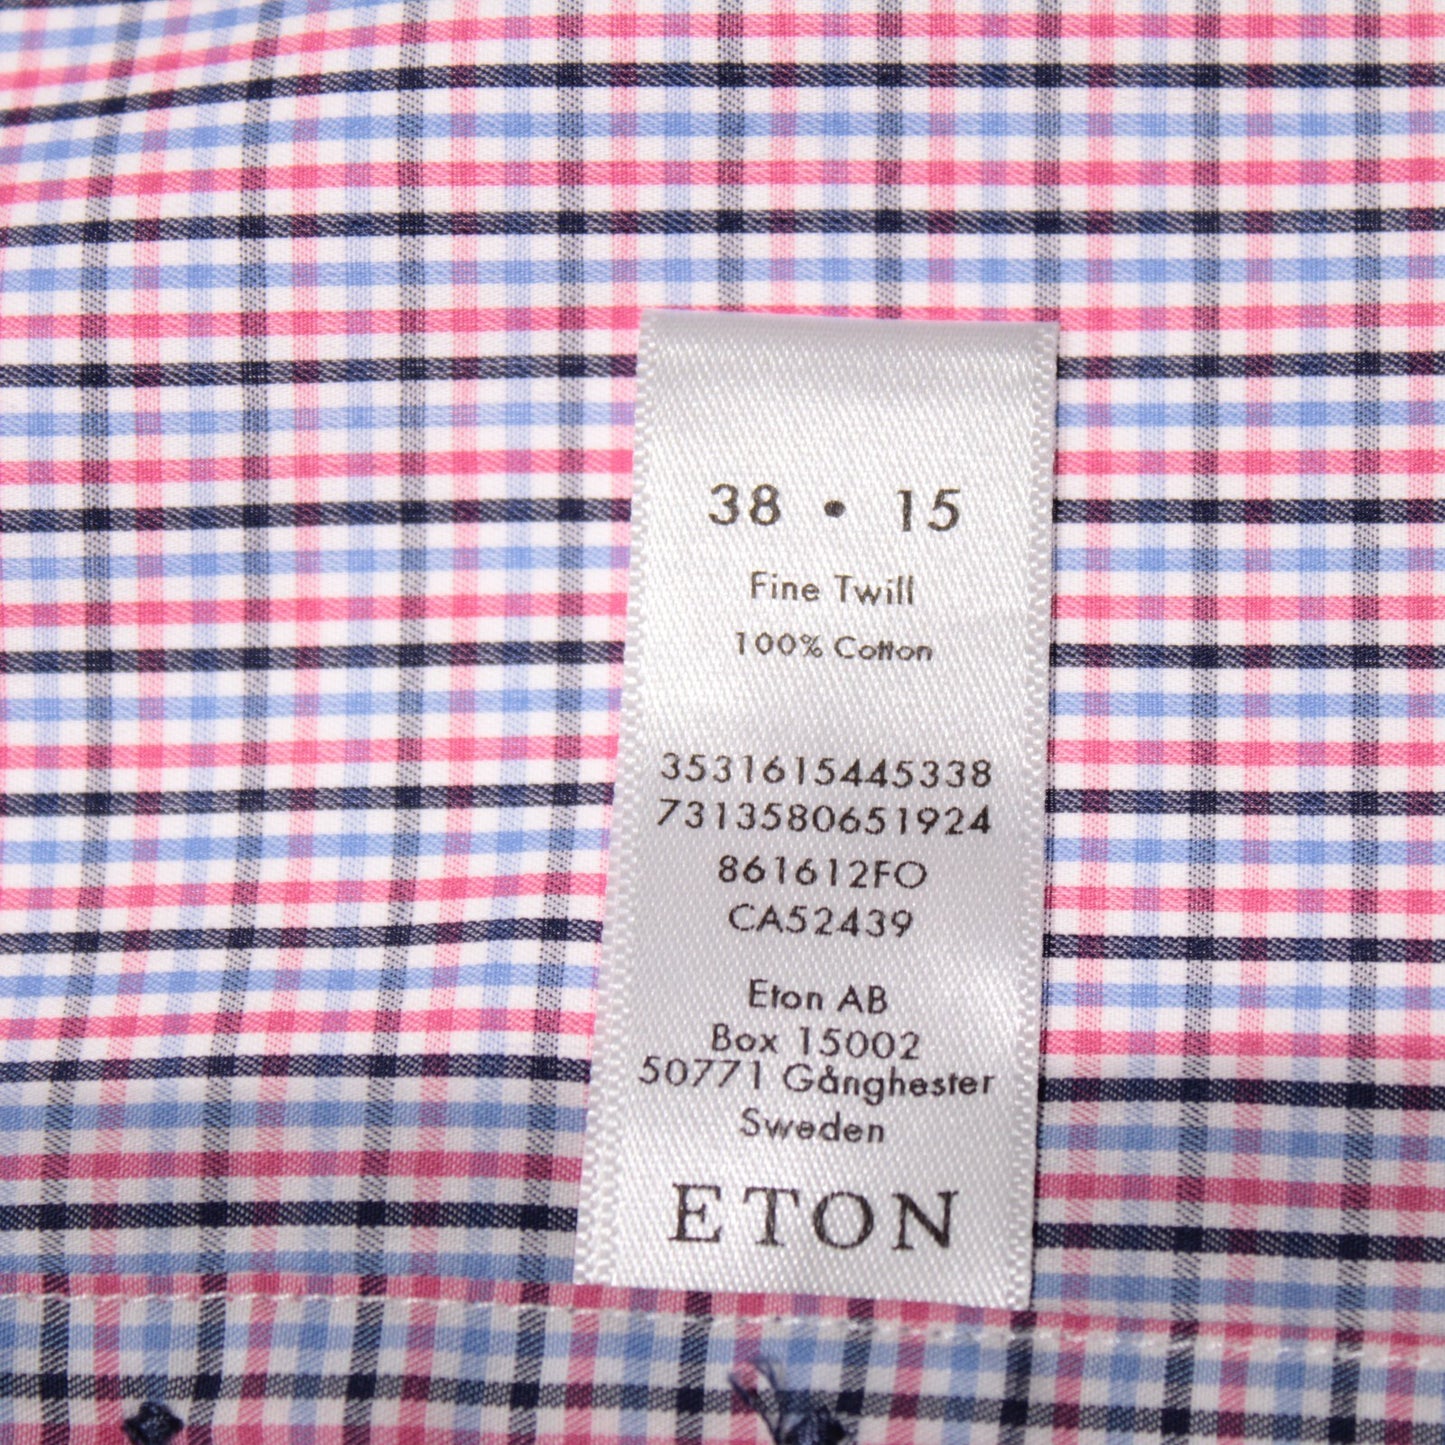 38 • 15
Fine Twill
100% Cotton
3531615445338
7313580651924
861612FO
CA52439
Eton AB
Box 15002
50771 Gånghester
Sweden
ETON